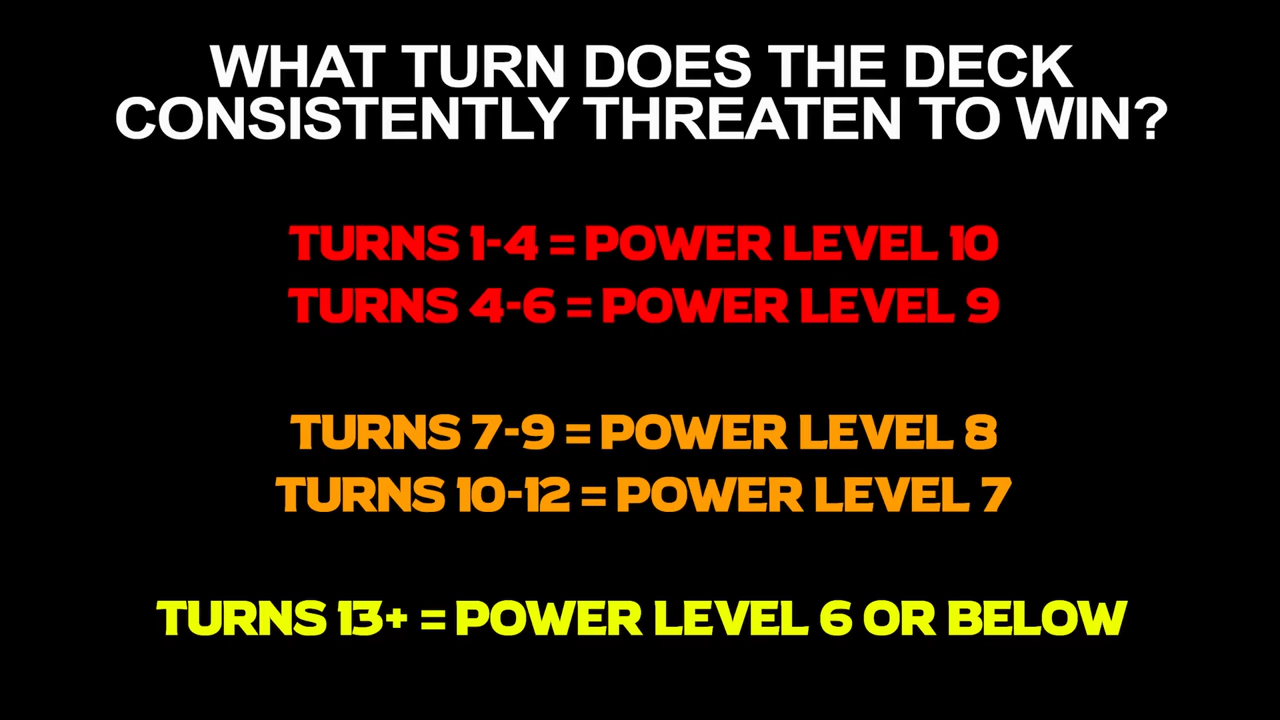 WHAT TURN DOES THE DECK
CONSISTENTLY THREATEN TO WIN?
TURNS 1-4 = POWER LEVEL 10
TURNS 4-6 = POWER LEVEL 9
TURNS 7-9 = POWER LEVEL 8
TURNS 10-12 = POWER LEVEL 7
TURNS 13+ = POWER LEVEL 6 OR BELOW